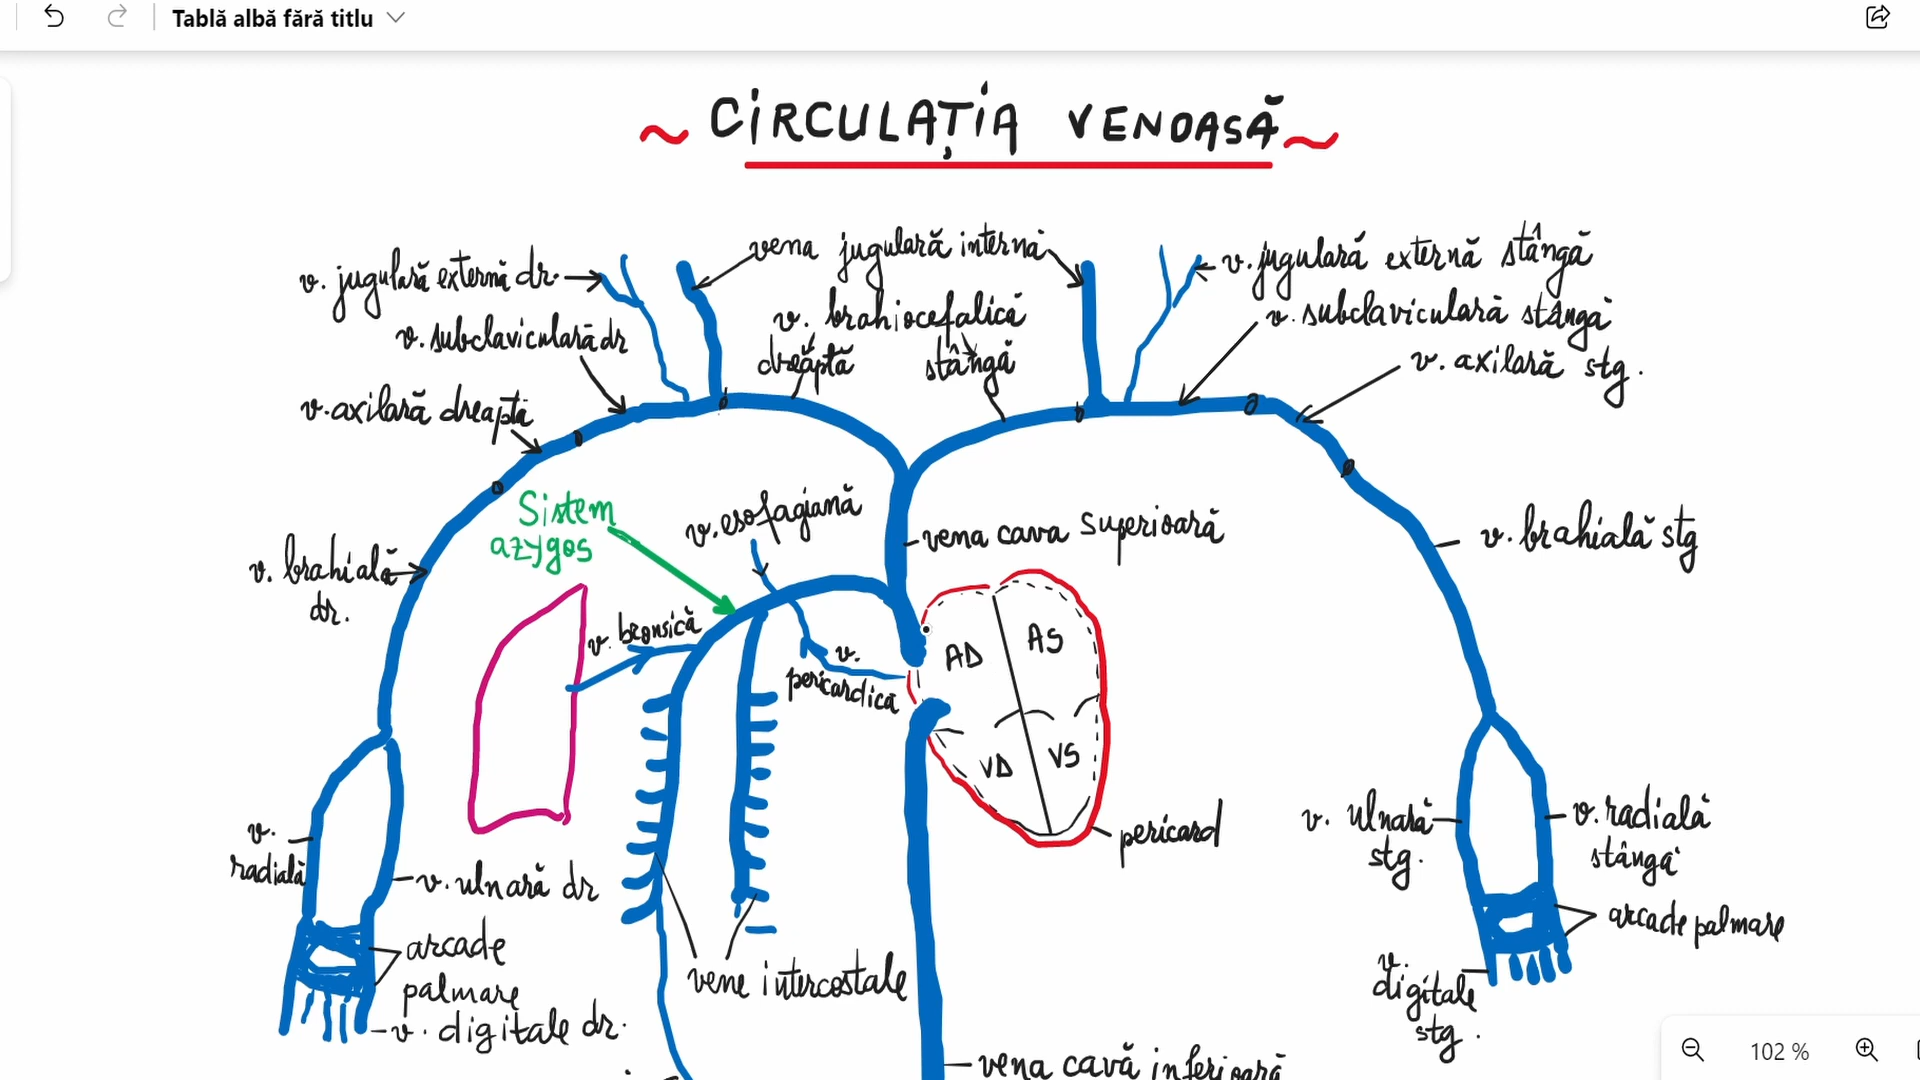 Tablă albă fără titlu
~ CIRCULAȚIA VENOASĂ ~
v. jugulară externă dr.
vena jugulară internă
v. jugulară externă stângă
v. subclaviculară dr
v. brahiocefalică
dreaptă
stângă
v. subclaviculară stângă
v. axilară stg.
v. axilară dreaptă
Sistem
azygos
v. esofagiană
vena cava superioară
v. brahială stg
v. brahială
dr.
v. bronsică
v.
pericardica
AD
AS
VD
VS
pericard
v.
radială
v. ulnară dr
arcade
palmare
v. digitale dr.
vene intercostale
v. ulnară
stg.
v. radială
stângă
arcade palmare
v.
digitale
stg.
vena cavă inferioară
102 %